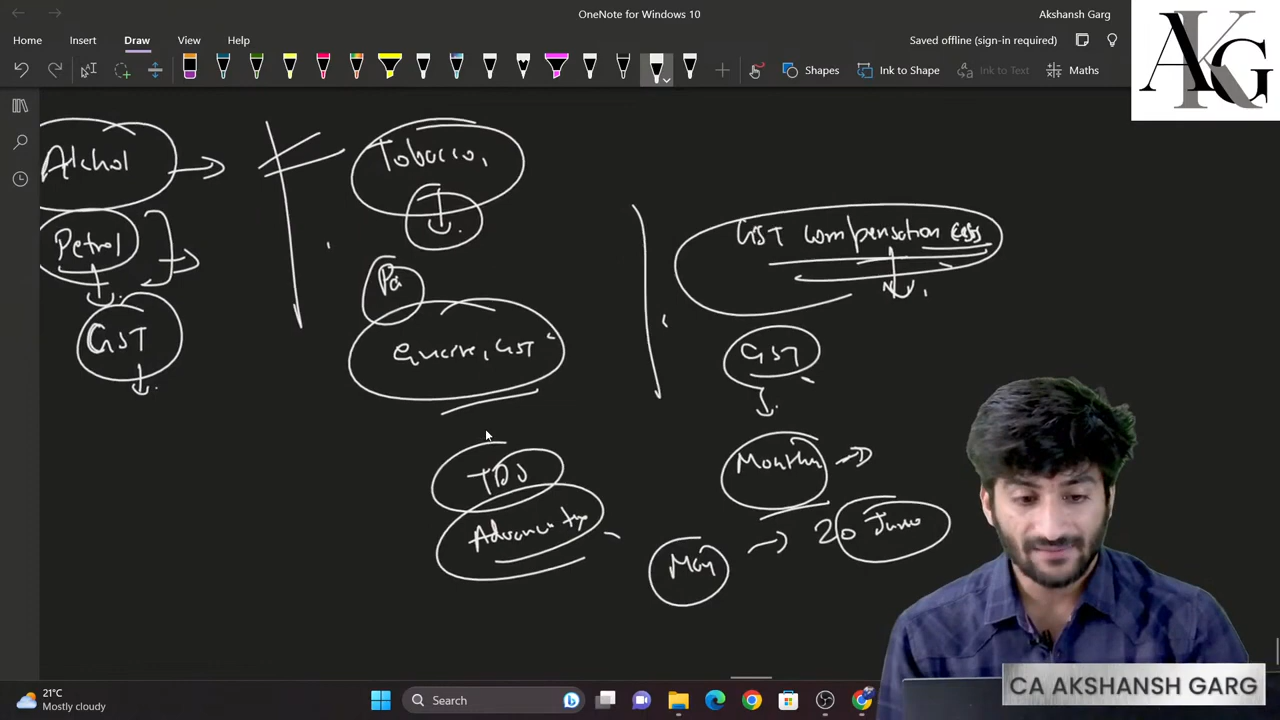 OneNote for Windows 10
Akshansh Garg
Home Insert Draw View Help
Saved offline (sign-in required)
Shapes Ink to Shape Ink to Text Maths
AKG
Alchol
Tobacco,
Petrol
GST Compensation cess
Pa
GST
GST
GST
TDS
Monthly
Advance tax
20 June
May
21°C
Mostly cloudy
Search
CA AKSHANSH GARG